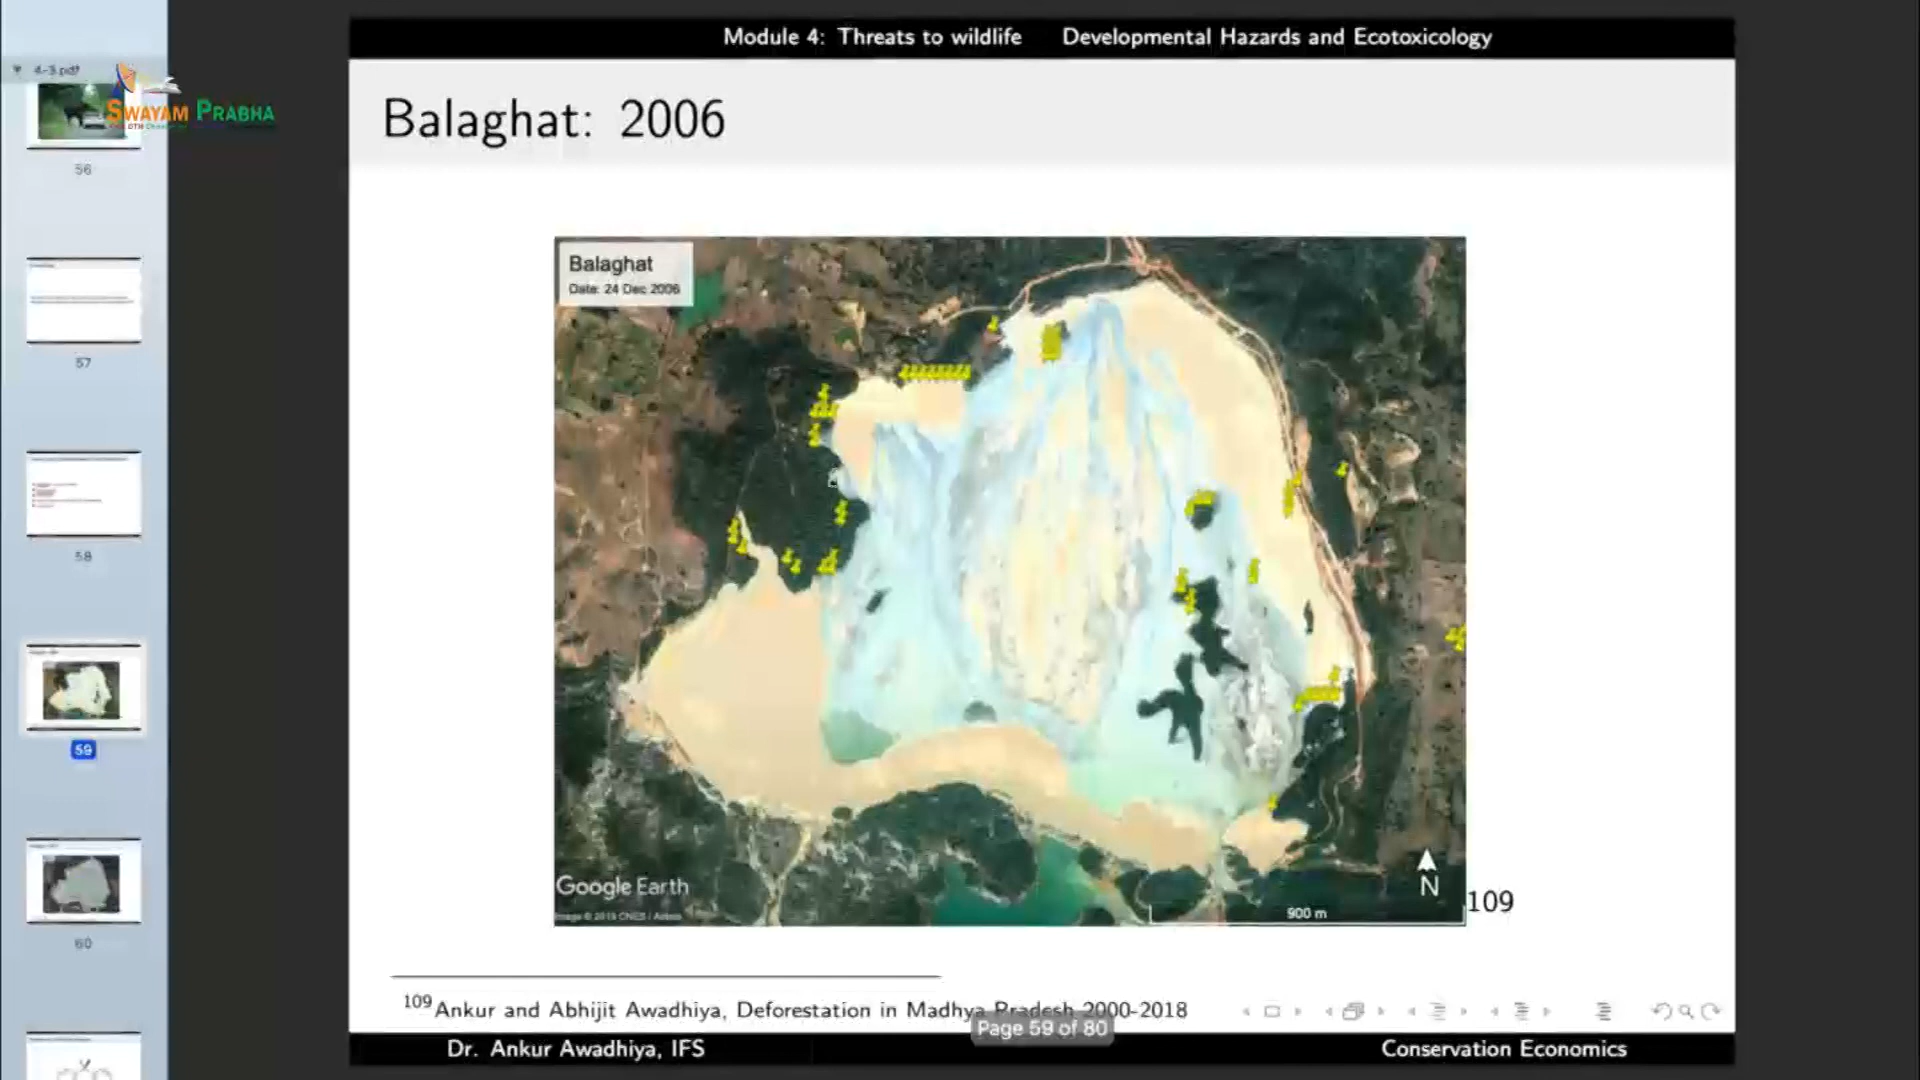 Module 4: Threats to wildlife Developmental Hazards and Ecotoxicology
4-3.pdf
SWAYAM PRABHA
Balaghat: 2006
56
57
58
59
60
Balaghat
Date: 24 Dec 2006
Google Earth
N
900 m
109
109 Ankur and Abhijit Awadhiya, Deforestation in Madhya Pradesh 2000-2018
Page 59 of 80
Dr. Ankur Awadhiya, IFS Conservation Economics